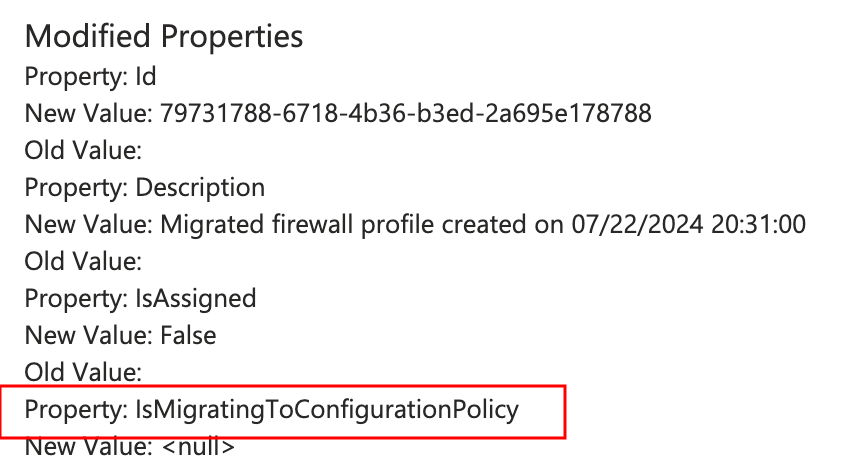 Modified Properties
Property: Id
New Value: 79731788-6718-4b36-b3ed-2a695e178788
Old Value:
Property: Description
New Value: Migrated firewall profile created on 07/22/2024 20:31:00
Old Value:
Property: IsAssigned
New Value: False
Old Value:
Property: IsMigratingToConfigurationPolicy
New Value: <null>